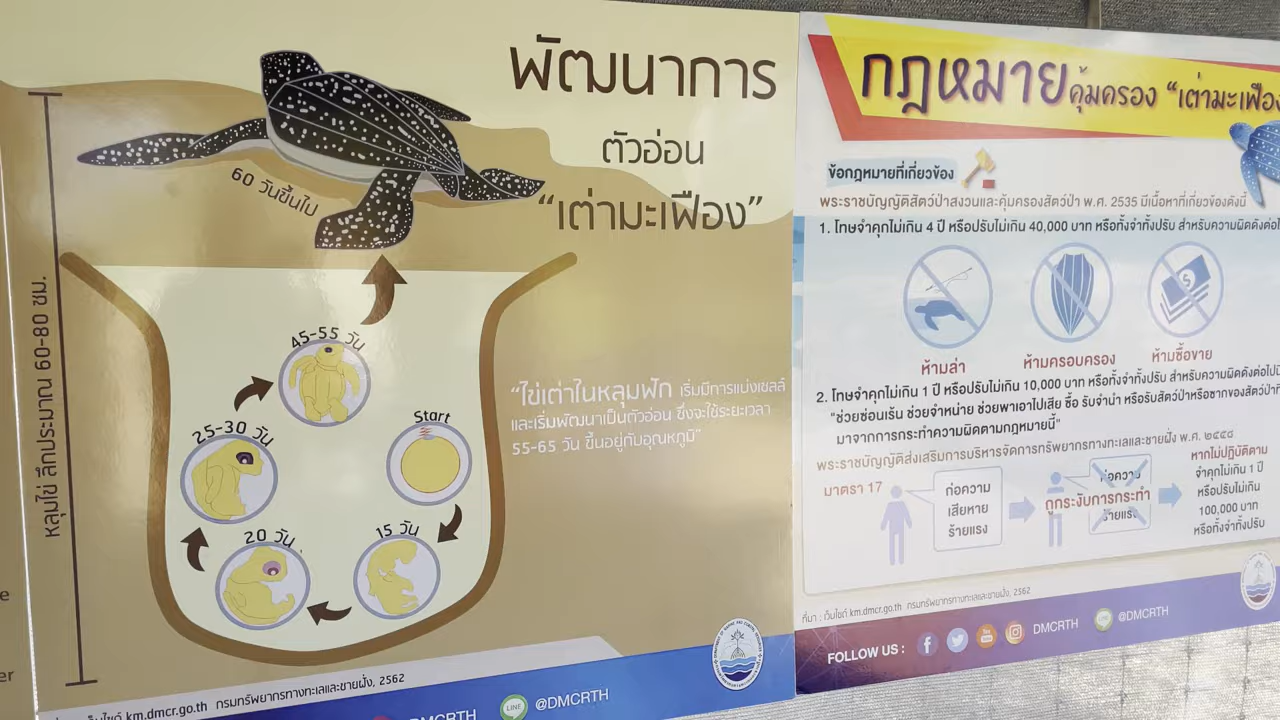 พัฒนาการ
ตัวอ่อน
“เต่ามะเฟือง”
60 วันขึ้นไป
หลุมไข่ ลึกประมาณ 60-80 ซม.
45-55 วัน
25-30 วัน
Start
20 วัน
15 วัน
“ไข่เต่าในหลุมฟัก เริ่มมีการแบ่งเซลล์
และเริ่มพัฒนาเป็นตัวอ่อน ซึ่งจะใช้ระยะเวลา
55-65 วัน ขึ้นอยู่กับอุณหภูมิ”
เว็บไซต์ km.dmcr.go.th กรมทรัพยากรทางทะเลและชายฝั่ง, 2562
DMCRTH
LINE
@DMCRTH
กฎหมายคุ้มครอง “เต่ามะเฟือง
ข้อกฎหมายที่เกี่ยวข้อง
พระราชบัญญัติสัตว์ป่าสงวนและคุ้มครองสัตว์ป่า พ.ศ. 2535 มีเนื้อหาที่เกี่ยวข้องดังนี้
1. โทษจำคุกไม่เกิน 4 ปี หรือปรับไม่เกิน 40,000 บาท หรือทั้งจำทั้งปรับ สำหรับความผิดดังต่อไป
ห้ามล่า
ห้ามครอบครอง
ห้ามซื้อขาย
2. โทษจำคุกไม่เกิน 1 ปี หรือปรับไม่เกิน 10,000 บาท หรือทั้งจำทั้งปรับ สำหรับความผิดดังต่อไปนี้
“ช่วยซ่อนเร้น ช่วยจำหน่าย ช่วยพาเอาไปเสีย ซื้อ รับจำนำ หรือรับสัตว์ป่าหรือซากของสัตว์ป่า
มาจากการกระทำความผิดตามกฎหมายนี้”
พระราชบัญญัติส่งเสริมการบริหารจัดการทรัพยากรทางทะเลและชายฝั่ง พ.ศ. ๒๕๕๘
มาตรา 17
ก่อความ
เสียหาย
ร้ายแรง
ก่อความ
ถูกระงับการกระทำ
ร้ายแรง
หากไม่ปฏิบัติตาม
จำคุกไม่เกิน 1 ปี
หรือปรับไม่เกิน
100,000 บาท
หรือทั้งจำทั้งปรับ
ที่มา : เว็บไซต์ km.dmcr.go.th กรมทรัพยากรทางทะเลและชายฝั่ง, 2562
FOLLOW US :
DMCRTH
@DMCRTH